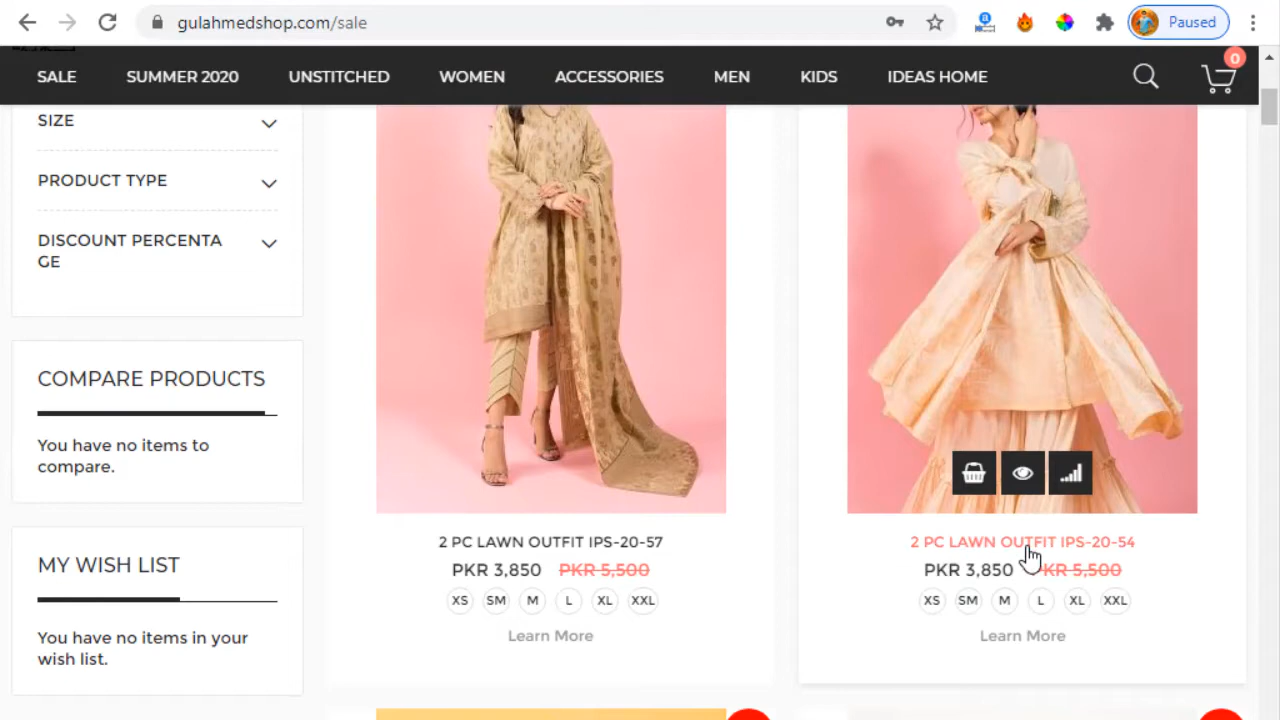 gulahmedshop.com/sale
Paused
SALE SUMMER 2020 UNSTITCHED WOMEN ACCESSORIES MEN KIDS IDEAS HOME 0
SIZE
PRODUCT TYPE
DISCOUNT PERCENTA
GE
COMPARE PRODUCTS
You have no items to
compare.
MY WISH LIST
You have no items in your
wish list.
2 PC LAWN OUTFIT IPS-20-57
PKR 3,850 PKR 5,500
XS SM M L XL XXL
Learn More
2 PC LAWN OUTFIT IPS-20-54
PKR 3,850 KR 5,500
XS SM M L XL XXL
Learn More